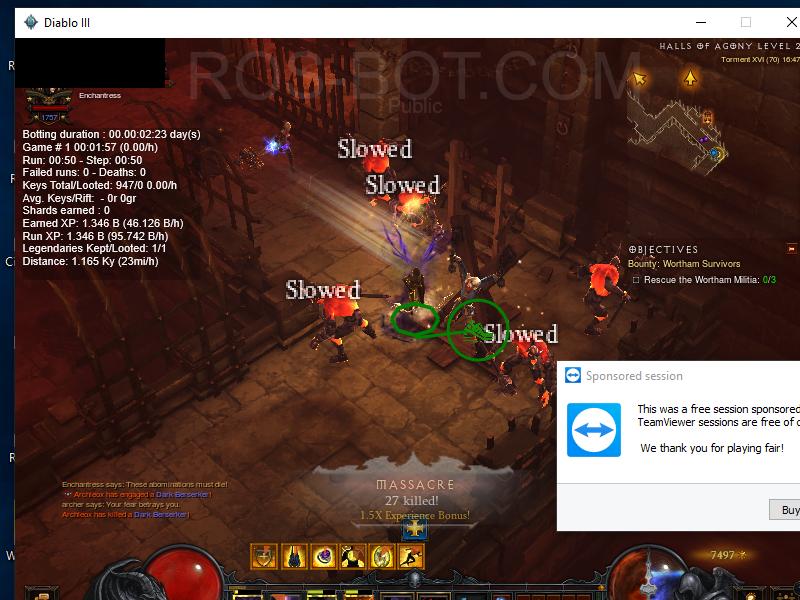 Diablo III
ROS-BOT.COM
Public
HALLS OF AGONY LEVEL 2
Torment XVI (70) 16:47
Enchantress
1757
Botting duration : 00.00:02:23 day(s)
Game # 1 00:01:57 (0.00/h)
Run: 00:50 - Step: 00:50
Failed runs: 0 - Deaths: 0
Keys Total/Looted: 947/0 0.00/h
Avg. Keys/Rift: - 0r 0gr
Shards earned : 0
Earned XP: 1.346 B (46.126 B/h)
Run XP: 1.346 B (95.742 B/h)
Legendaries Kept/Looted: 1/1
Distance: 1.165 Ky (23mi/h)
Slowed
Slowed
Slowed
Slowed
OBJECTIVES
Bounty: Wortham Survivors
Rescue the Wortham Militia: 0/3
Sponsored session
This was a free session sponsored
TeamViewer sessions are free of c
We thank you for playing fair!
Buy
Enchantress says: These abominations must die!
Archleox has engaged a Dark Berserker!
archer says: Your fear betrays you.
Archleox has killed a Dark Berserker!
MASSACRE
27 killed!
1.5X Experience Bonus!
7497